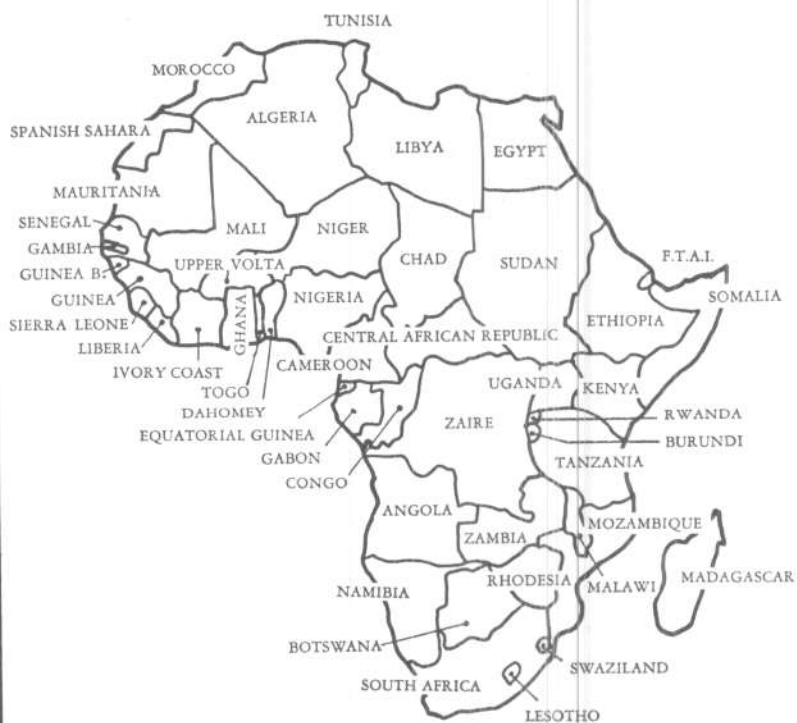 TUNISIA
MOROCCO
ALGERIA
SPANISH SAHARA
LIBYA
EGYPT
MAURITANIA
SENEGAL
MALI
NIGER
GAMBIA
CHAD
SUDAN
F.T.A.I.
UPPER VOLTA
GUINEA B
SOMALIA
GUINEA
NIGERIA
ETHIOPIA
SIERRA LEONE
GHANA
CENTRAL AFRICAN REPUBLIC
LIBERIA
CAMEROON
IVORY COAST
UGANDA
KENYA
TOGO
DAHOMEY
RWANDA
ZAIRE
EQUATORIAL GUINEA
BURUNDI
GABON
TANZANIA
CONGO
ANGOLA
MOZAMBIQUE
ZAMBIA
RHODESIA
MALAWI
MADAGASCAR
NAMIBIA
BOTSWANA
SWAZILAND
SOUTH AFRICA
LESOTHO